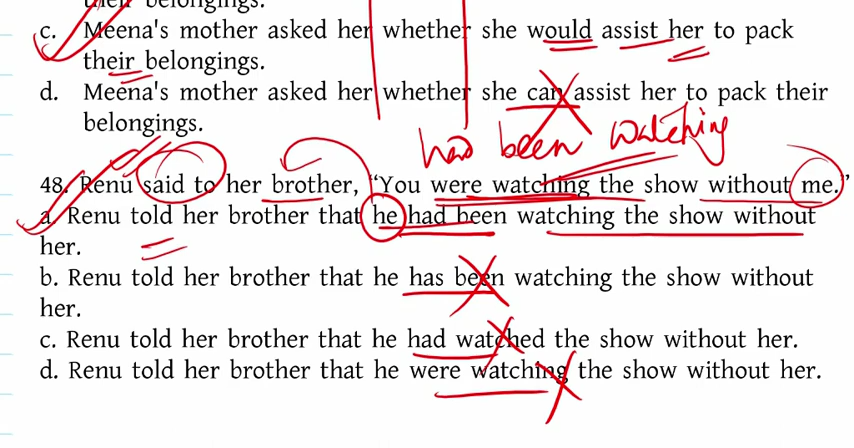 their belongings.
c. Meena's mother asked her whether she would assist her to pack
their belongings.
d. Meena's mother asked her whether she can assist her to pack their
belongings.
had been watching
48. Renu said to her brother, “You were watching the show without me.”
a. Renu told her brother that he had been watching the show without
her.
b. Renu told her brother that he has been watching the show without
her.
c. Renu told her brother that he had watched the show without her.
d. Renu told her brother that he were watching the show without her.